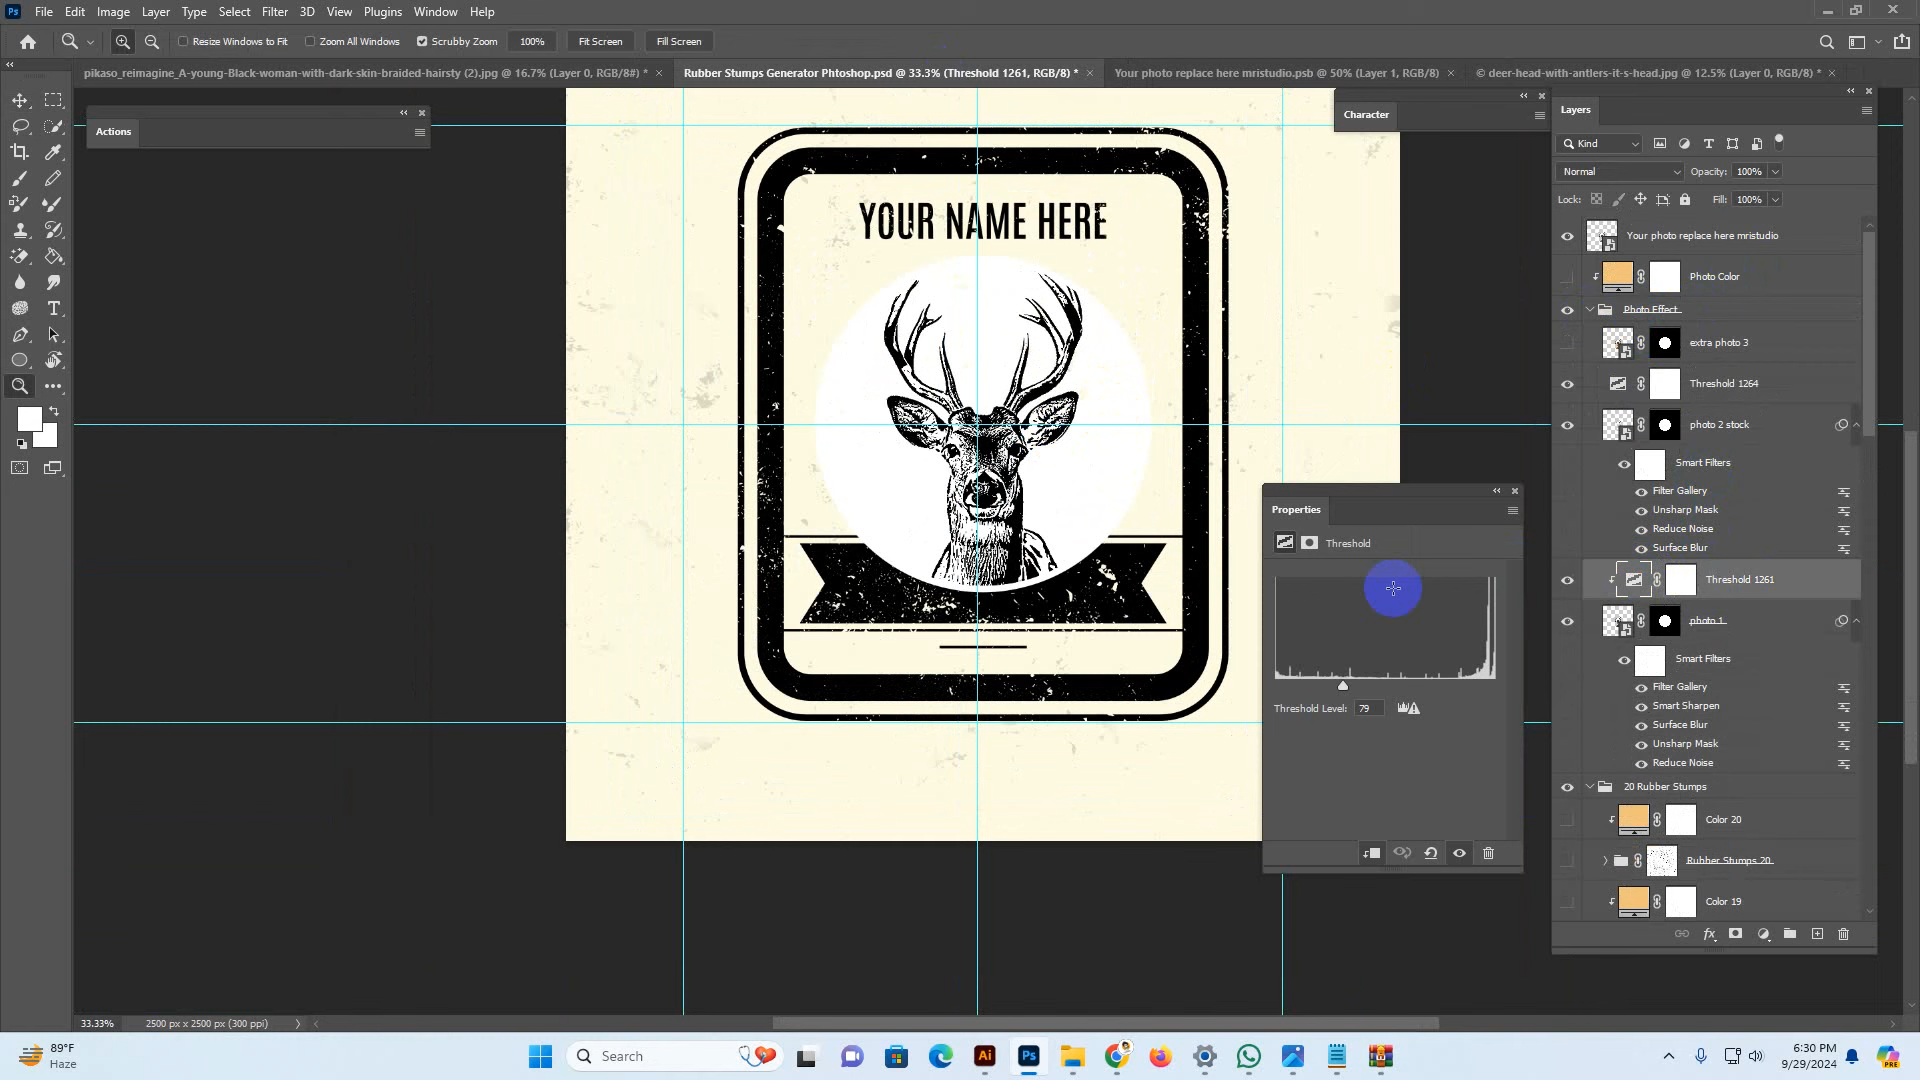 Ps File Edit Image Layer Type Select Filter 3D View Plugins Window Help
Resize Windows to Fit Zoom All Windows Scrubby Zoom 100% Fit Screen Fill Screen
pikaso_reimagine_A-young-Black-woman-with-dark-skin-braided-hairsty (2).jpg @ 16.7% (Layer 0, RGB/8#) *
Rubber Stumps Generator Phtoshop.psd @ 33.3% (Threshold 1261, RGB/8) *
Your photo replace here mristudio.psb @ 50% (Layer 1, RGB/8)
© deer-head-with-antlers-it-s-head.jpg @ 12.5% (Layer 0, RGB/8) *
Actions
Character
YOUR NAME HERE
Properties
Threshold
Threshold Level: 79
Layers
Kind
Normal Opacity: 100%
Lock: Fill: 100%
Your photo replace here mristudio
Photo Color
Photo Effect
extra photo 3
Threshold 1264
photo 2 stock
Smart Filters
Filter Gallery
Unsharp Mask
Reduce Noise
Surface Blur
Threshold 1261
photo 1
Smart Filters
Filter Gallery
Smart Sharpen
Surface Blur
Unsharp Mask
Reduce Noise
20 Rubber Stumps
Color 20
Rubber Stumps 20
Color 19
fx
33.33% 2500 px x 2500 px (300 ppi)
89°F
Haze
Search
Ai Ps
6:30 PM
9/29/2024
PRE